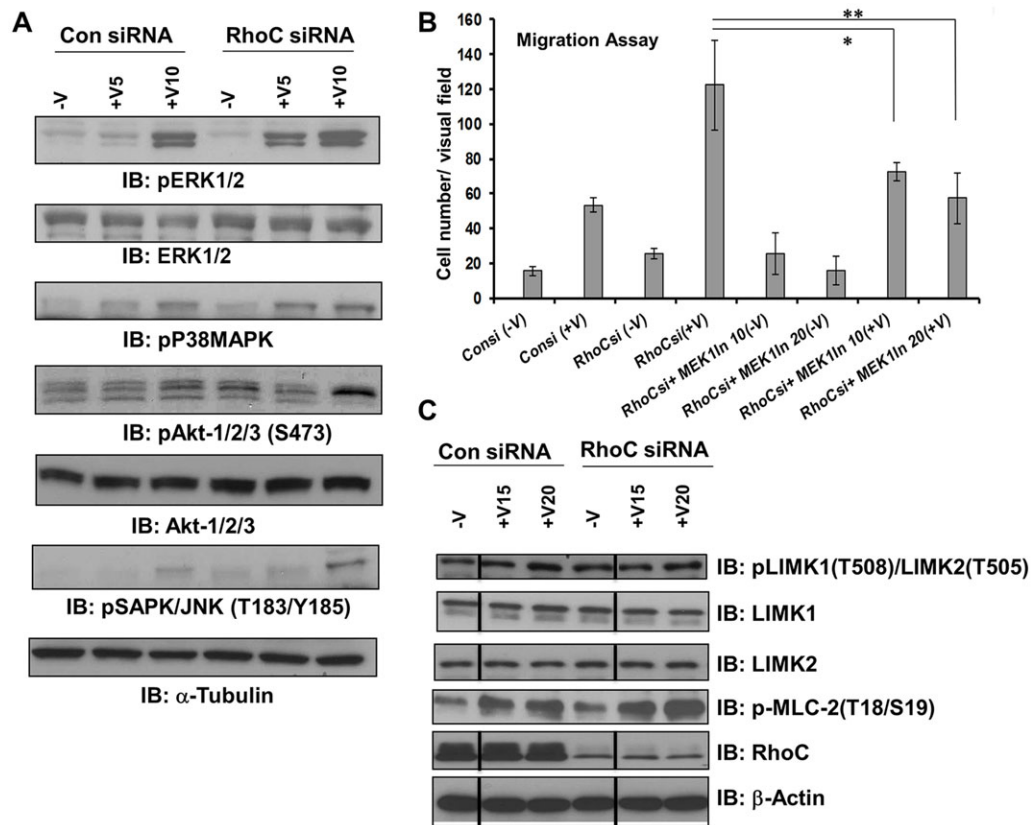 A
Con siRNA RhoC siRNA
-V +V5 +V10 -V +V5 +V10
IB: pERK1/2
IB: ERK1/2
IB: pP38MAPK
IB: pAkt-1/2/3 (S473)
IB: Akt-1/2/3
IB: pSAPK/JNK (T183/Y185)
IB: α-Tubulin
B
Migration Assay
**
*
Cell number/ visual field
160
140
120
100
80
60
40
20
0
Consi (-V)
Consi (+V)
RhoCsi (-V)
RhoCsi(+V)
RhoCsi+ MEK1In 10(-V)
RhoCsi+ MEK1In 20(-V)
RhoCsi+ MEK1In 10(+V)
RhoCsi+ MEK1In 20(+V)
C
Con siRNA RhoC siRNA
-V +V15 +V20 -V +V15 +V20
IB: pLIMK1(T508)/LIMK2(T505)
IB: LIMK1
IB: LIMK2
IB: p-MLC-2(T18/S19)
IB: RhoC
IB: β-Actin